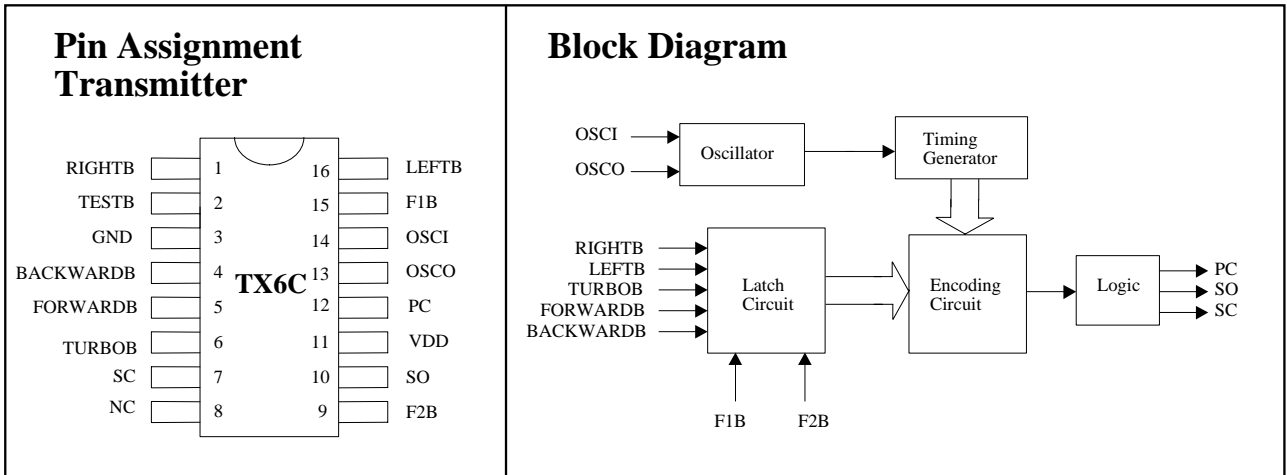 Pin Assignment
Transmitter
RIGHTB 1 16 LEFTB
TESTB 2 15 F1B
GND 3 14 OSCI
BACKWARDB 4 TX6C 13 OSCO
FORWARDB 5 12 PC
TURBOB 6 11 VDD
SC 7 10 SO
NC 8 9 F2B
Block Diagram
OSCI
OSCO
Oscillator
Timing
Generator
RIGHTB
LEFTB
TURBOB
FORWARDB
BACKWARDB
Latch
Circuit
Encoding
Circuit
Logic
PC
SO
SC
F1B
F2B